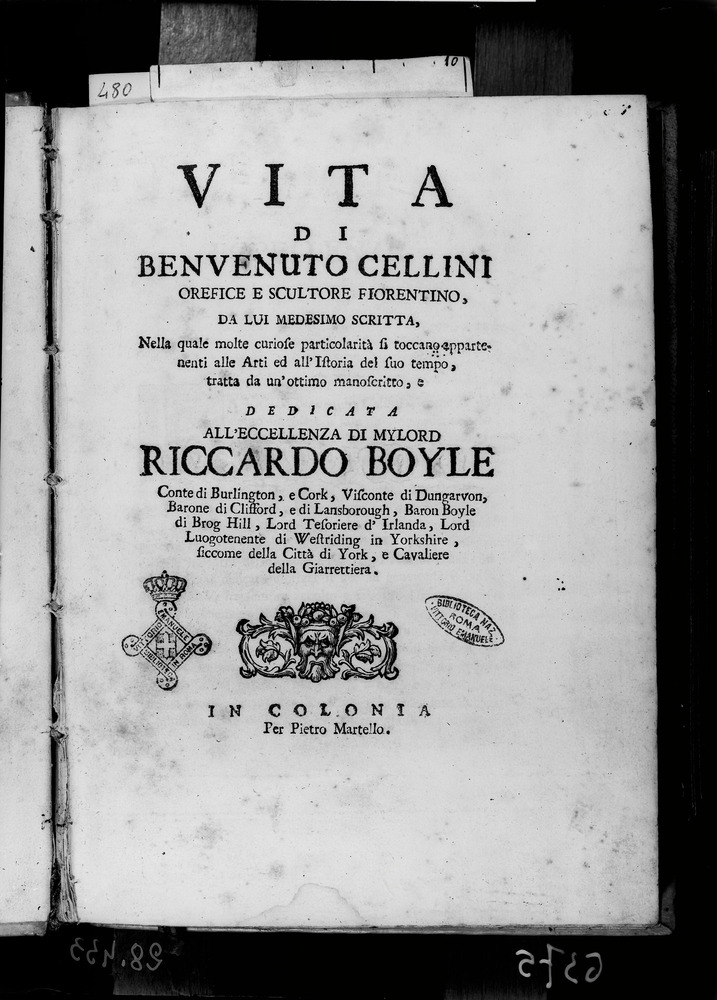 480
10
VITA
DI
BENVENUTO CELLINI
OREFICE E SCULTORE FIORENTINO,
DA LUI MEDESIMO SCRITTA,
Nella quale molte curioſe particolarità ſi toccano apparte-
nenti alle Arti ed all'Iſtoria del ſuo tempo,
tratta da un'ottimo manoſcritto, e
DEDICATA
ALL'ECCELLENZA DI MYLORD
RICCARDO BOYLE
Conte di Burlington, e Cork, Viſconte di Dungarvon,
Barone di Clifford, e di Lansborough, Baron Boyle
di Brog Hill, Lord Teſoriere d'Irlanda, Lord
Luogotenente di Weſtriding in Yorkshire,
ſiccome della Città di York, e Cavaliere
della Giarrettiera.
BIBLIOTECA NAZ.
ROMA
VITTORIO EMANUELE
IN COLONIA
Per Pietro Martello.
28.433
6375